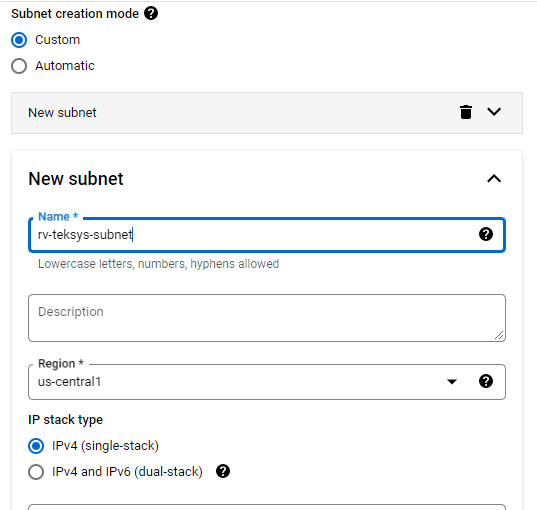 Subnet creation mode
Custom
Automatic
New subnet
New subnet
Name *
rv-teksys-subnet
Lowercase letters, numbers, hyphens allowed
Description
Region *
us-central1
IP stack type
IPv4 (single-stack)
IPv4 and IPv6 (dual-stack)